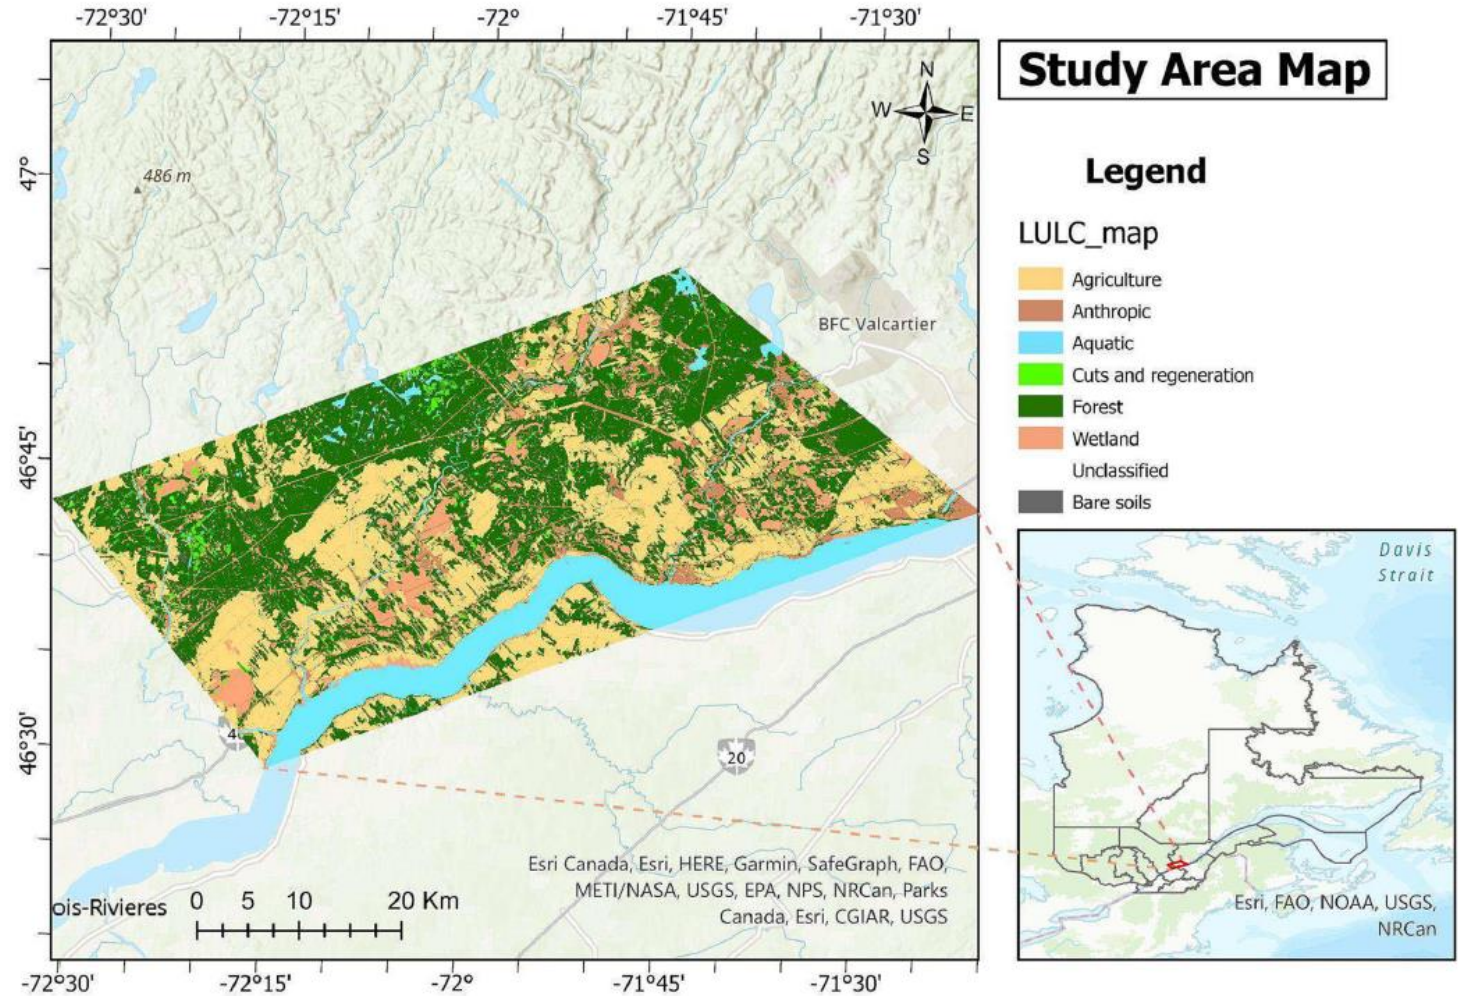 -72°30' -72°15' -72° -71°45' -71°30'
Study Area Map
N
W E
S
47°
486 m
Legend
LULC_map
Agriculture
Anthropic
Aquatic
Cuts and regeneration
Forest
Wetland
Unclassified
Bare soils
BFC Valcartier
46°45'
Davis
Strait
46°30'
4
20
Esri Canada, Esri, HERE, Garmin, SafeGraph, FAO,
METI/NASA, USGS, EPA, NPS, NRCan, Parks
Canada, Esri, CGIAR, USGS
ois-Rivieres
0 5 10 20 Km
Esri, FAO, NOAA, USGS,
NRCan
-72°30' -72°15' -72° -71°45' -71°30'